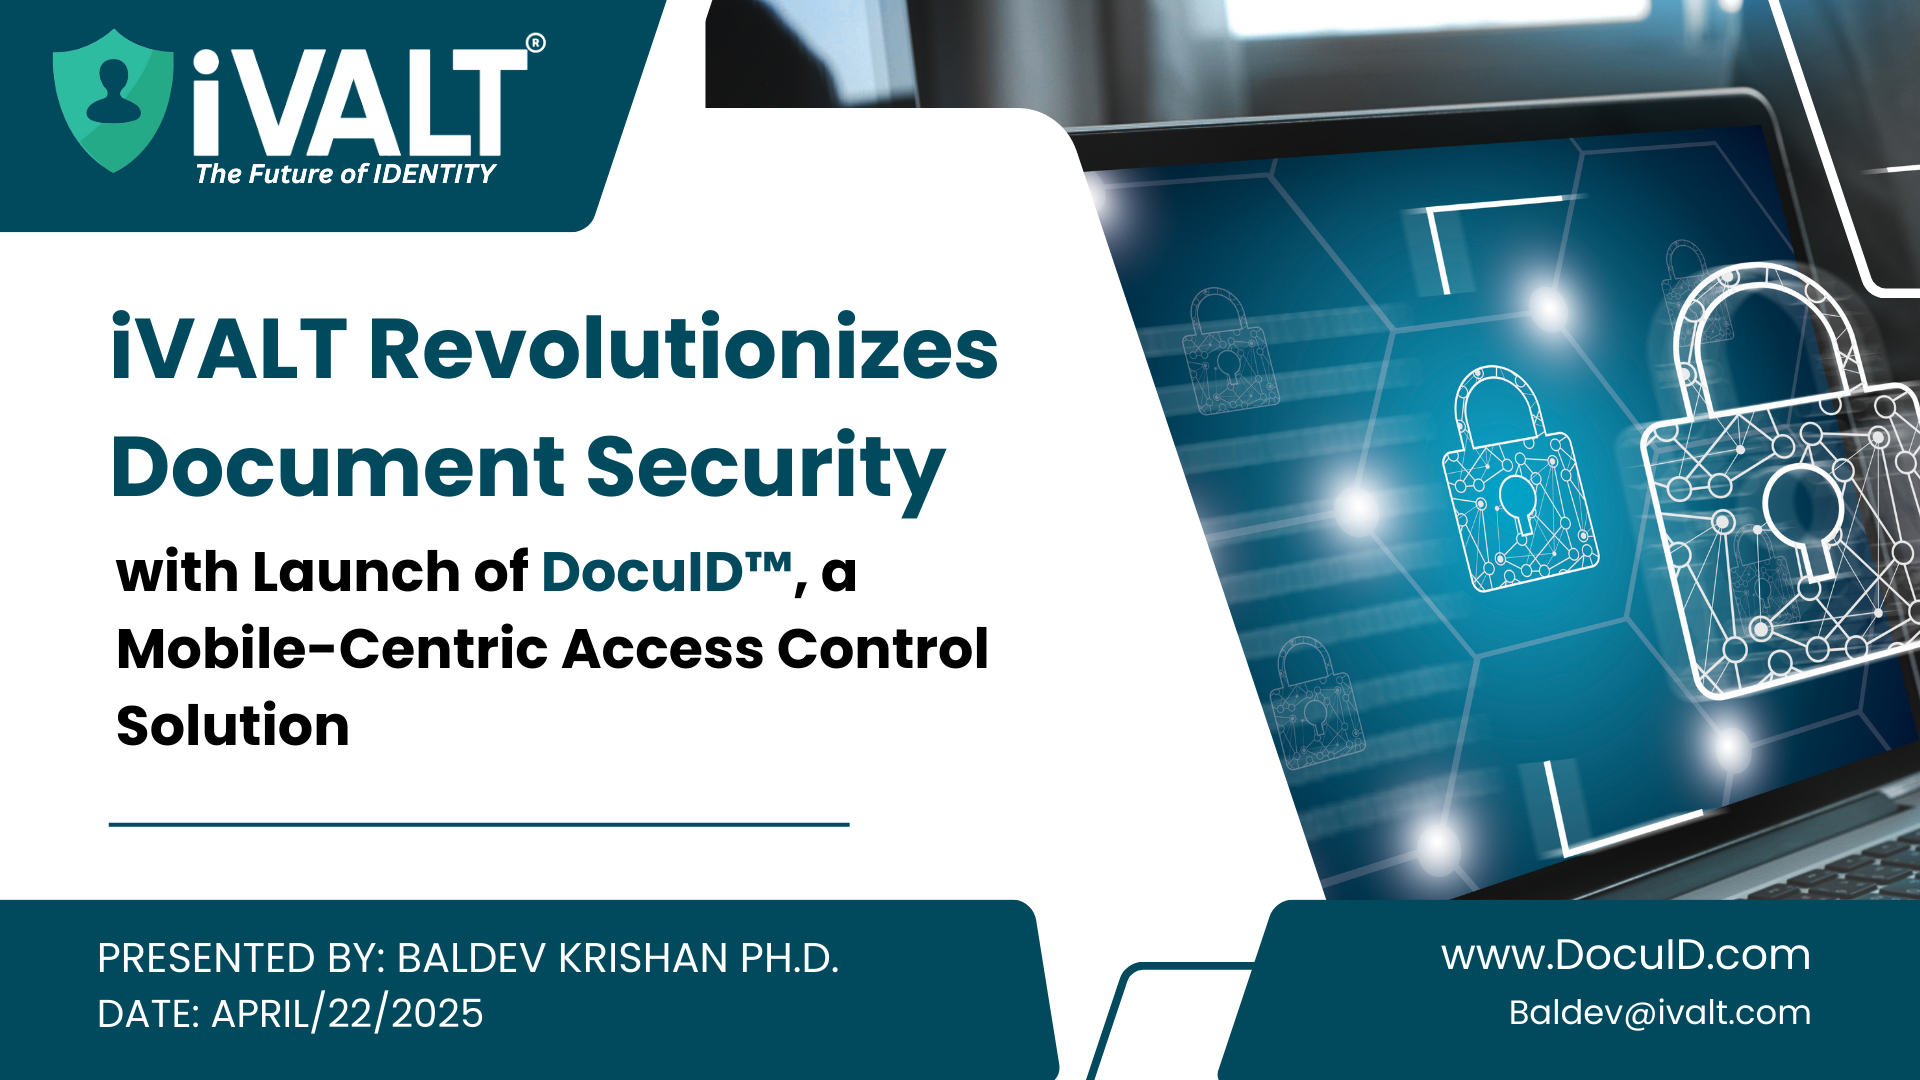 iVALT®
The Future of IDENTITY
iVALT Revolutionizes
Document Security
with Launch of DocuID™, a
Mobile-Centric Access Control
Solution
PRESENTED BY: BALDEV KRISHAN PH.D.
DATE: APRIL/22/2025
www.DocuID.com
Baldev@ivalt.com